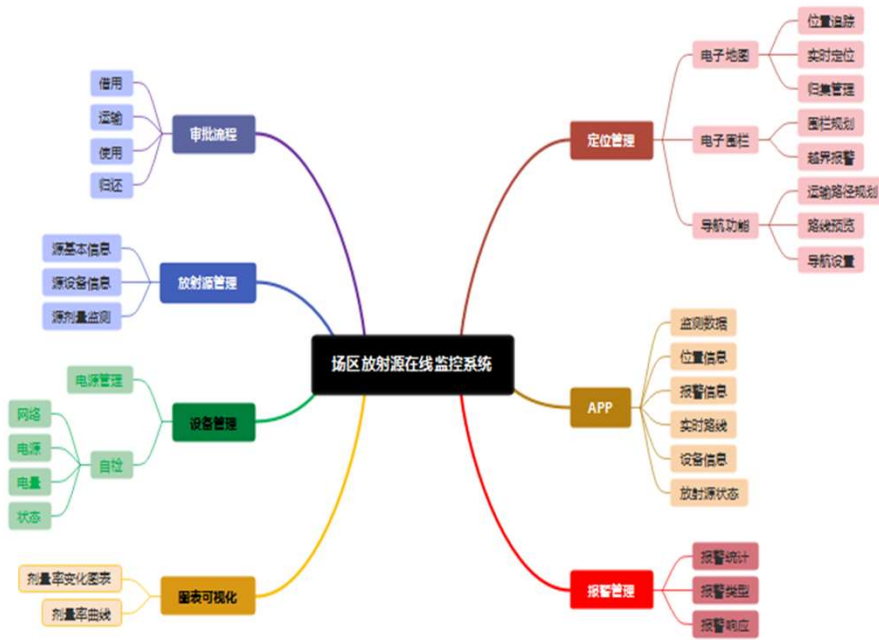 场区放射源在线监控系统
审批流程
借用
运输
使用
归还
放射源管理
源基本信息
源设备信息
源剂量监测
设备管理
电源管理
自检
网络
电源
电量
状态
图表可视化
剂量率变化图表
剂量率曲线
定位管理
电子地图
位置追踪
实时定位
归集管理
电子围栏
围栏规划
越界报警
导航功能
运输路径规划
路线预览
导航设置
APP
监测数据
位置信息
报警信息
实时路线
设备信息
放射源状态
报警管理
报警统计
报警类型
报警响应